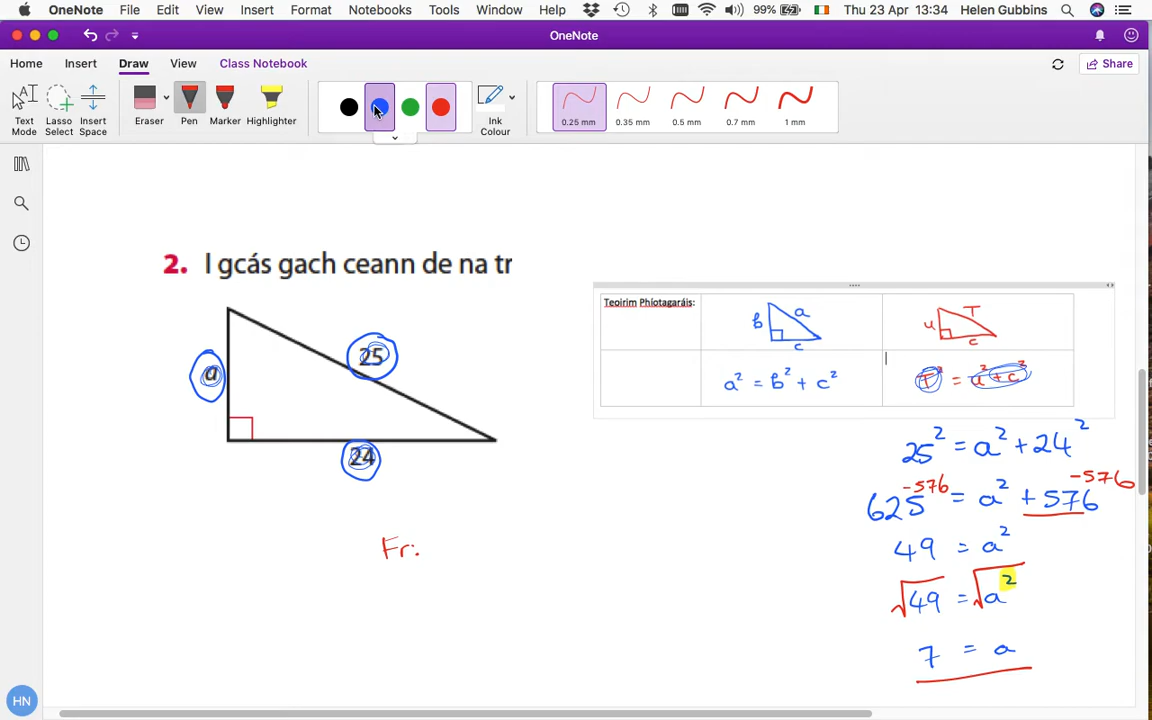 OneNote File Edit View Insert Format Notebooks Tools Window Help 99% Thu 23 Apr 13:34 Helen Gubbins
OneNote
Home Insert Draw View Class Notebook Share
Text Mode
Lasso Select
Insert Space
Eraser
Pen
Marker
Highlighter
Ink Colour
0.25 mm
0.35 mm
0.5 mm
0.7 mm
1 mm
2. I gcás gach ceann de na tr
a
25
24
Teoirim Phíotagaráis:
b a c
u T c
a² = b² + c²
T² = u² + c²
25² = a² + 24²
625 -576 = a² + 576 -576
49 = a²
√49 = √a²
7 = a
Fr:
HN